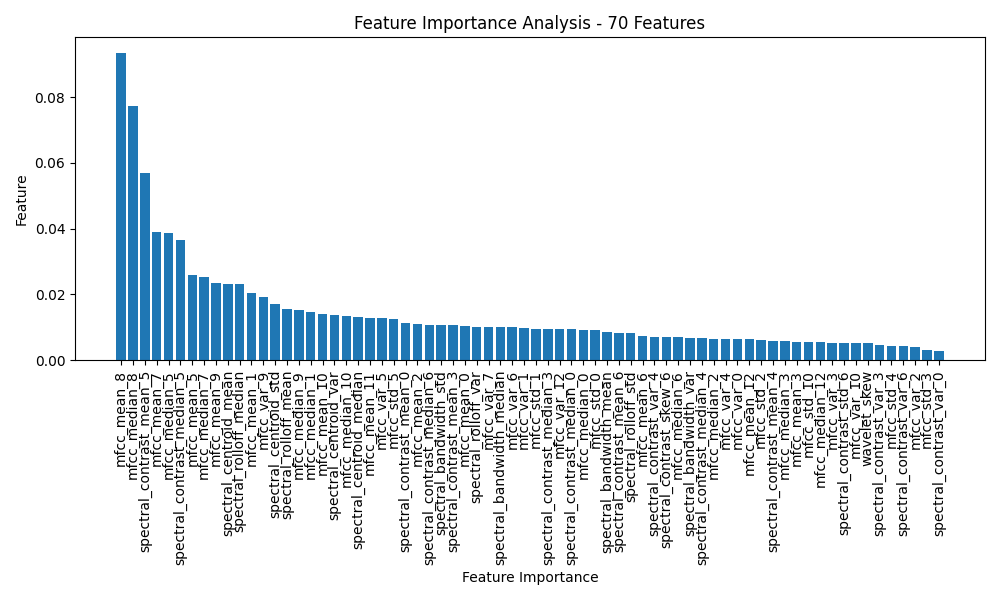 Feature Importance Analysis - 70 Features
Feature
0.08
0.06
0.04
0.02
0.00
mfcc_mean_8
mfcc_median_8
spectral_contrast_mean_5
mfcc_mean_7
mfcc_median_5
spectral_contrast_median_5
mfcc_mean_5
mfcc_median_7
mfcc_mean_9
spectral_centroid_mean
spectral_rolloff_median
mfcc_mean_1
mfcc_var_9
spectral_centroid_std
spectral_rolloff_mean
mfcc_median_9
mfcc_median_1
mfcc_mean_10
spectral_centroid_var
mfcc_median_10
spectral_centroid_median
mfcc_mean_11
mfcc_var_5
mfcc_std_5
spectral_contrast_mean_0
mfcc_mean_2
spectral_contrast_median_6
spectral_bandwidth_std
spectral_contrast_mean_3
mfcc_mean_0
spectral_rolloff_var
mfcc_var_7
spectral_bandwidth_median
mfcc_var_6
mfcc_var_1
mfcc_std_1
spectral_contrast_median_3
mfcc_var_12
spectral_contrast_median_0
mfcc_median_0
mfcc_std_0
spectral_bandwidth_mean
spectral_contrast_mean_6
spectral_rolloff_std
mfcc_mean_6
spectral_contrast_var_4
spectral_contrast_skew_6
mfcc_median_6
spectral_bandwidth_var
spectral_contrast_median_4
mfcc_median_2
mfcc_var_4
mfcc_var_0
mfcc_mean_12
mfcc_std_2
spectral_contrast_mean_4
mfcc_median_3
mfcc_mean_3
mfcc_std_10
mfcc_median_12
mfcc_var_3
spectral_contrast_std_6
mfcc_var_10
wavelet_skew
spectral_contrast_var_3
mfcc_std_4
spectral_contrast_var_6
mfcc_var_2
mfcc_std_3
spectral_contrast_var_0
Feature Importance